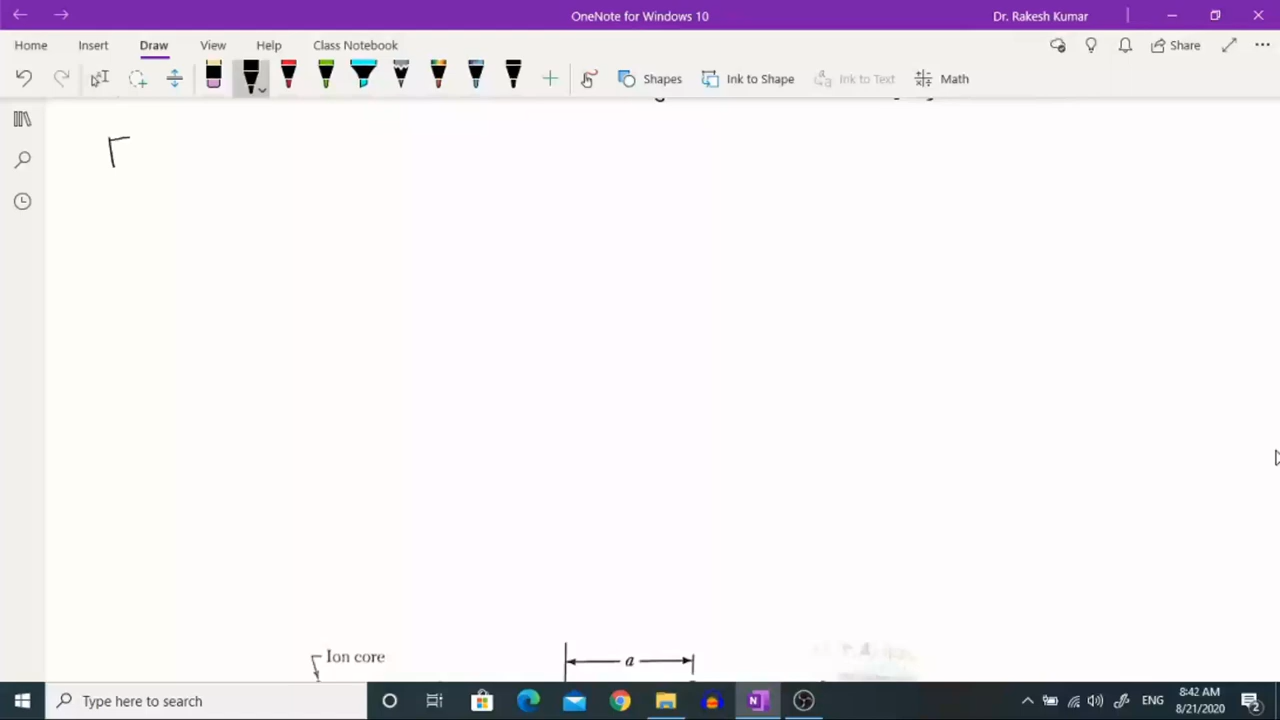 OneNote for Windows 10
Dr. Rakesh Kumar
Home Insert Draw View Help Class Notebook
Share
Shapes Ink to Shape Ink to Text Math
Ion core
a
Type here to search
ENG
8:42 AM
8/21/2020
2